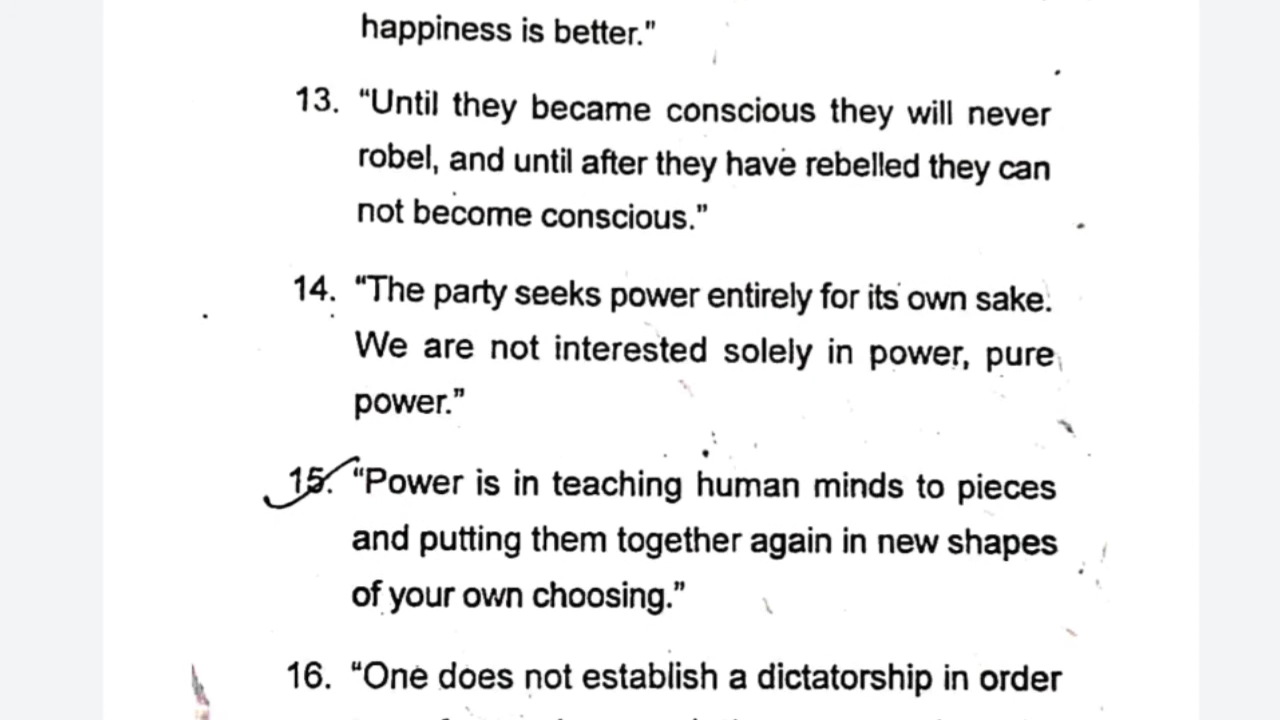 happiness is better."
13. “Until they became conscious they will never
robel, and until after they have rebelled they can
not become conscious.”
14. “The party seeks power entirely for its own sake.
We are not interested solely in power, pure
power.”
15. “Power is in teaching human minds to pieces
and putting them together again in new shapes
of your own choosing.”
16. “One does not establish a dictatorship in order